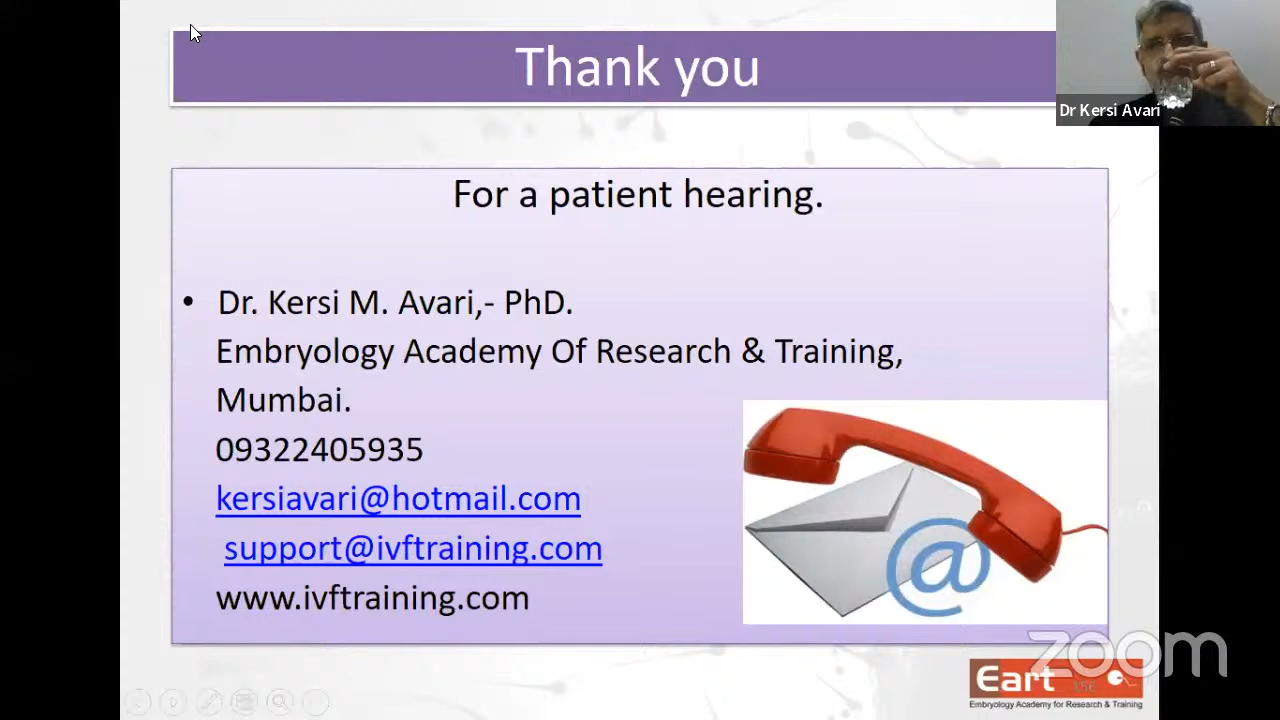 Thank you
Dr Kersi Avari
For a patient hearing.
• Dr. Kersi M. Avari,- PhD.
Embryology Academy Of Research & Training,
Mumbai.
09322405935
kersiavari@hotmail.com
support@ivftraining.com
www.ivftraining.com
@
zoom
Eart
Embryology Academy for Research & Training